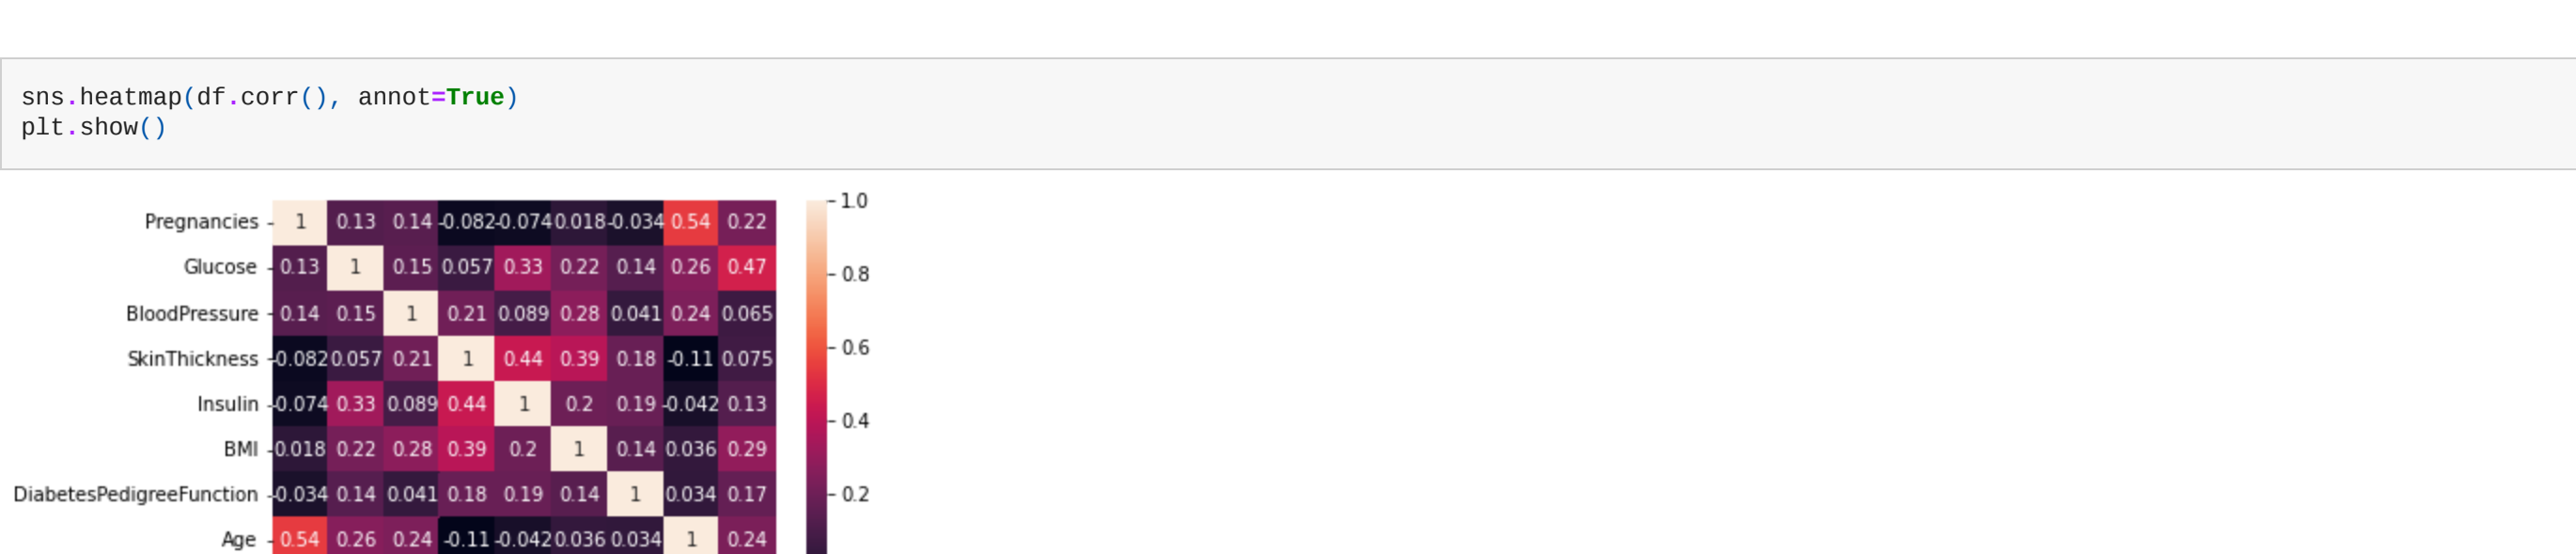 sns.heatmap(df.corr(), annot=True)
plt.show()
1.0
Pregnancies 1 0.13 0.14 -0.082 -0.074 0.018 -0.034 0.54 0.22
Glucose 0.13 1 0.15 0.057 0.33 0.22 0.14 0.26 0.47
0.8
BloodPressure 0.14 0.15 1 0.21 0.089 0.28 0.041 0.24 0.065
0.6
SkinThickness -0.082 0.057 0.21 1 0.44 0.39 0.18 -0.11 0.075
Insulin -0.074 0.33 0.089 0.44 1 0.2 0.19 -0.042 0.13
0.4
BMI 0.018 0.22 0.28 0.39 0.2 1 0.14 0.036 0.29
DiabetesPedigreeFunction -0.034 0.14 0.041 0.18 0.19 0.14 1 0.034 0.17
0.2
Age 0.54 0.26 0.24 -0.11 -0.042 0.036 0.034 1 0.24